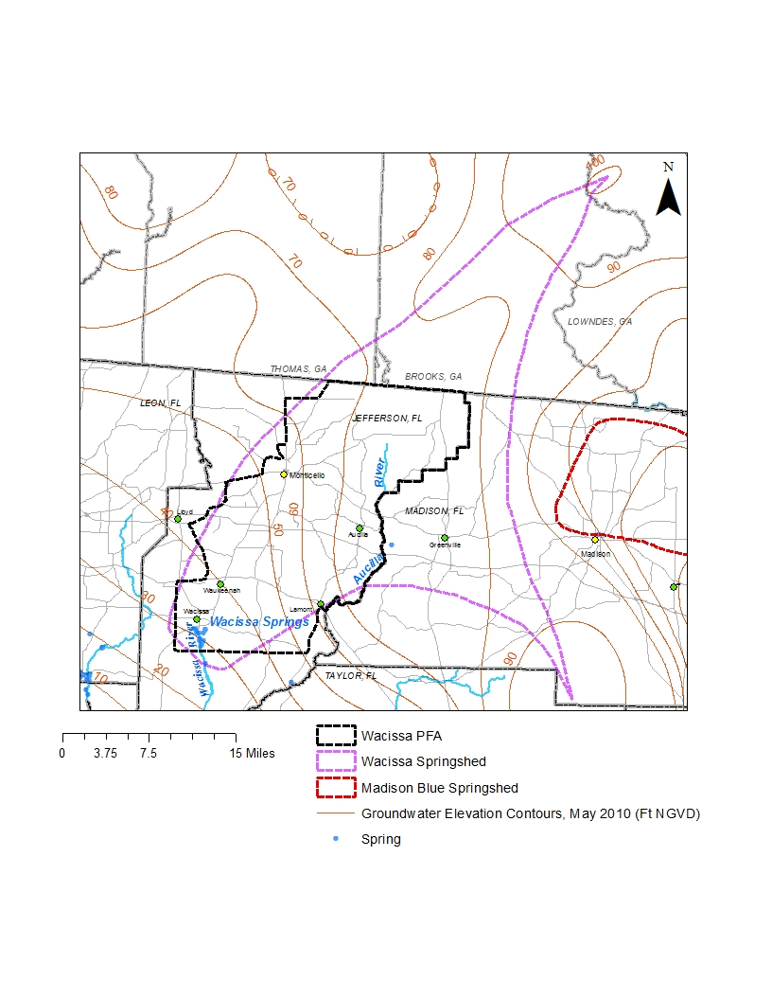 100
N
80
70
80
70
90
LOWNDES, GA
THOMAS, GA
BROOKS, GA
LEON, FL
JEFFERSON, FL
River
Monticello
40
Lloyd
60
50
MADISON, FL
Aucilla
Greenville
Madison
Aucilla
30
Waukeenah
Lamont
Wacissa
Wacissa Springs
90
Wacissa River
20
10
TAYLOR, FL
0 3.75 7.5 15 Miles
Wacissa PFA
Wacissa Springshed
Madison Blue Springshed
Groundwater Elevation Contours, May 2010 (Ft NGVD)
Spring